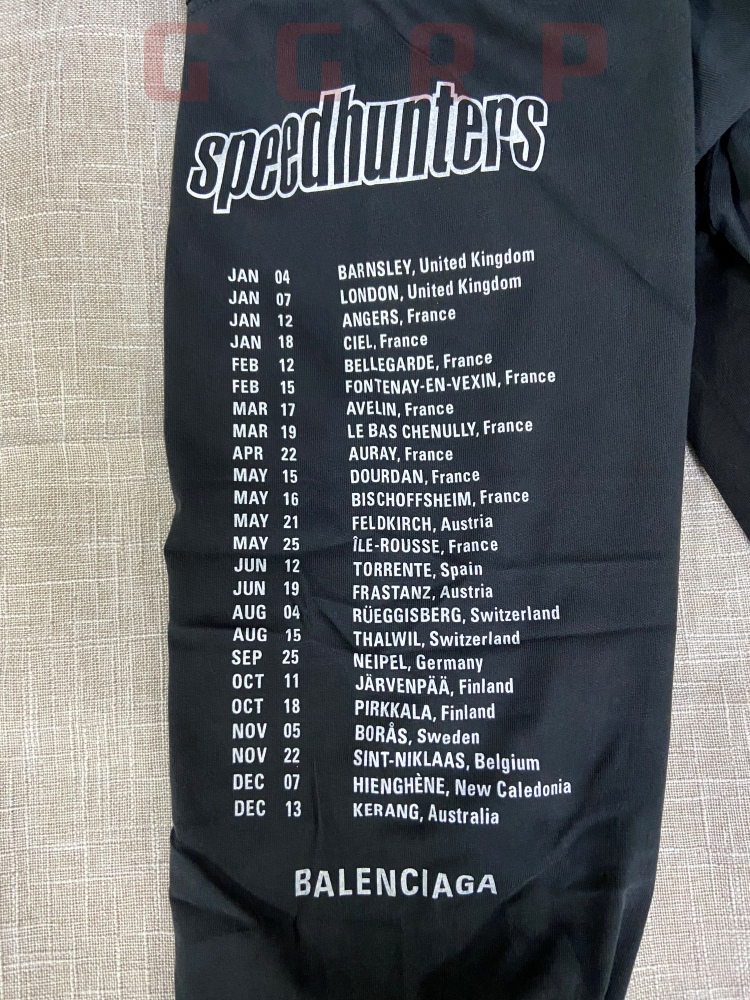 G G R P
speedhunters
JAN 04 BARNSLEY, United Kingdom
JAN 07 LONDON, United Kingdom
JAN 12 ANGERS, France
JAN 18 CIEL, France
FEB 12 BELLEGARDE, France
FEB 15 FONTENAY-EN-VEXIN, France
MAR 17 AVELIN, France
MAR 19 LE BAS CHENULLY, France
APR 22 AURAY, France
MAY 15 DOURDAN, France
MAY 16 BISCHOFFSHEIM, France
MAY 21 FELDKIRCH, Austria
MAY 25 ÎLE-ROUSSE, France
JUN 12 TORRENTE, Spain
JUN 19 FRASTANZ, Austria
AUG 04 RÜEGGISBERG, Switzerland
AUG 15 THALWIL, Switzerland
SEP 25 NEIPEL, Germany
OCT 11 JÄRVENPÄÄ, Finland
OCT 18 PIRKKALA, Finland
NOV 05 BORÅS, Sweden
NOV 22 SINT-NIKLAAS, Belgium
DEC 07 HIENGHÈNE, New Caledonia
DEC 13 KERANG, Australia
BALENCIAGA